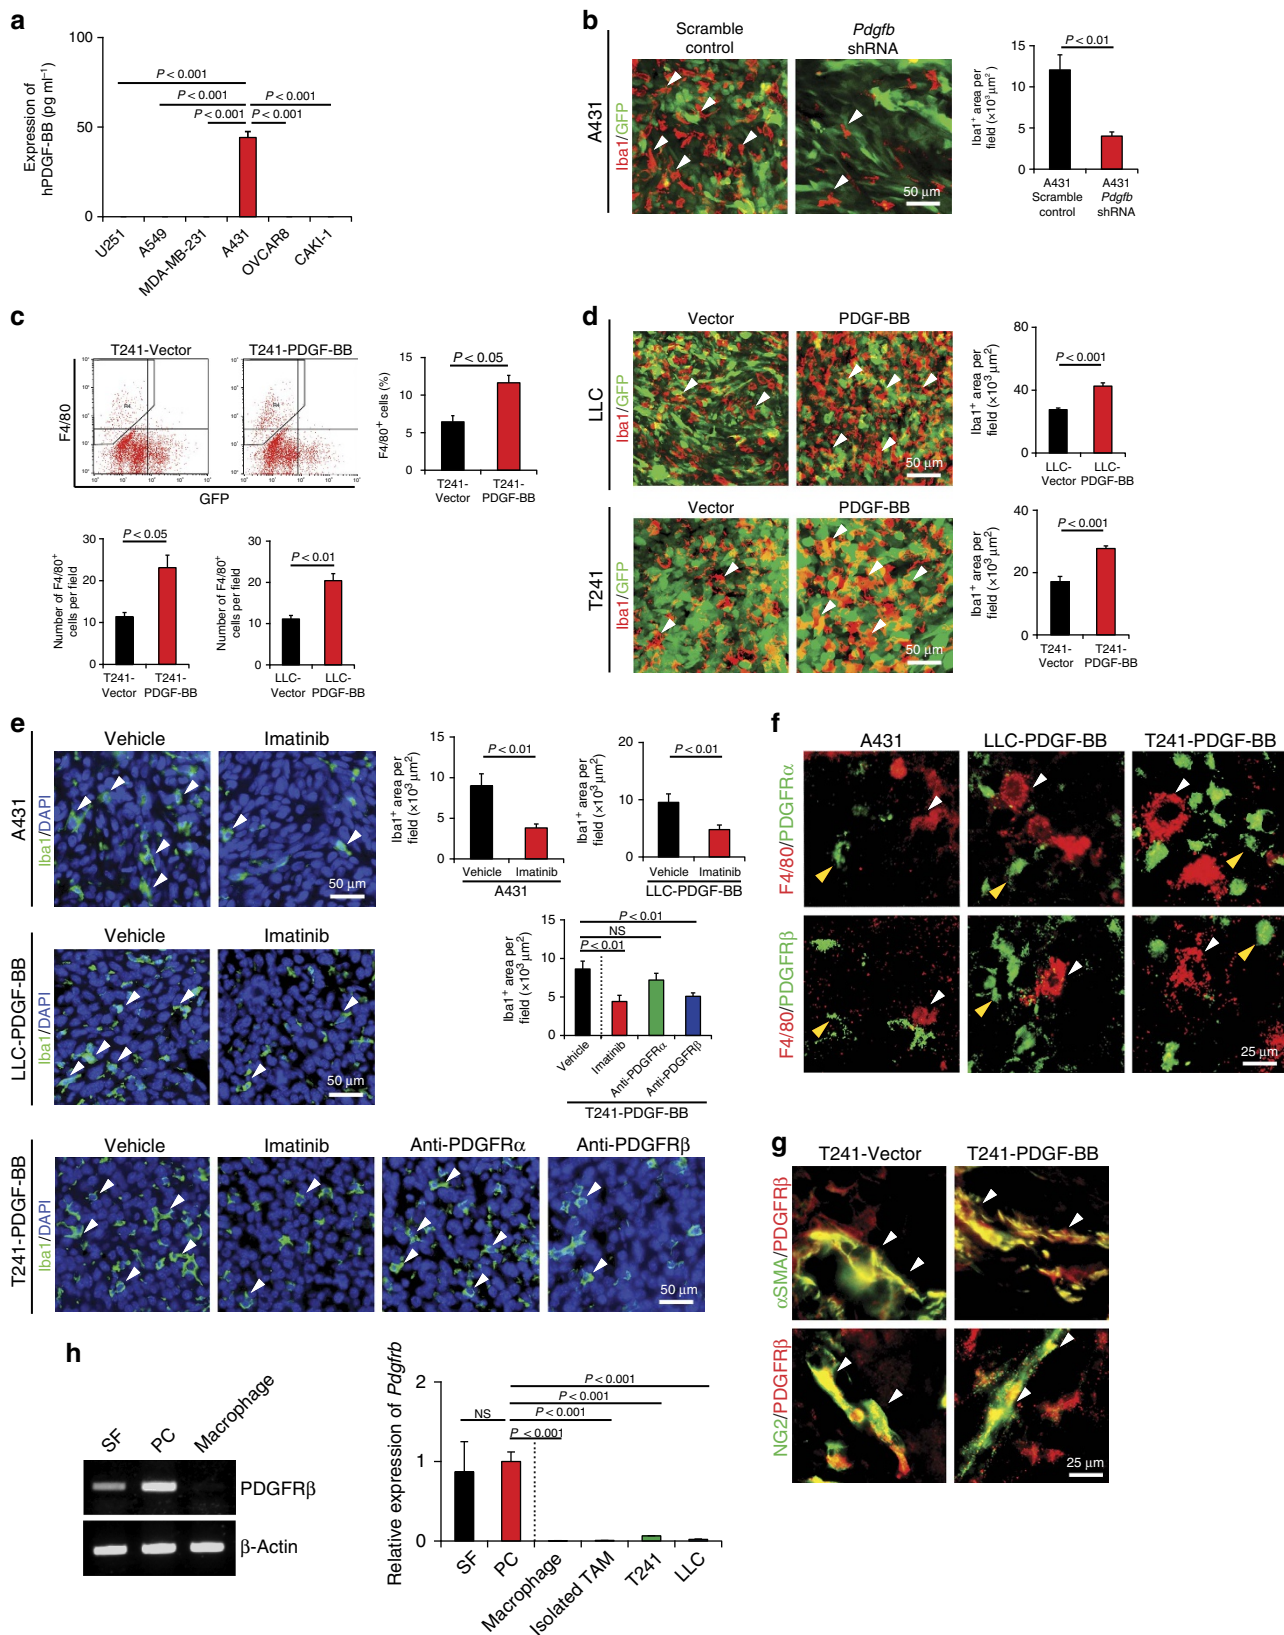 a
Expression of
hPDGF-BB (pg ml⁻¹)
100
50
0
P < 0.001
P < 0.001
P < 0.001
P < 0.001
P < 0.001
U251
A549
MDA-MB-231
A431
OVCAR8
CAKI-1
b
Scramble
control
Pdgfb
shRNA
A431
Iba1/GFP
50 μm
Iba1⁺ area per
field (×10³ μm²)
15
10
5
0
P < 0.01
A431
Scramble
control
A431
Pdgfb
shRNA
c
T241-Vector
T241-PDGF-BB
F4/80
GFP
F4/80⁺ cells (%)
15
10
5
0
P < 0.05
T241-
Vector
T241-
PDGF-BB
Number of F4/80⁺
cells per field
30
20
10
0
P < 0.05
T241-
Vector
T241-
PDGF-BB
Number of F4/80⁺
cells per field
30
20
10
0
P < 0.01
LLC-
Vector
LLC-
PDGF-BB
d
Vector
PDGF-BB
LLC
Iba1/GFP
50 μm
Iba1⁺ area per
field (×10³ μm²)
80
40
0
P < 0.001
LLC-
Vector
LLC-
PDGF-BB
Vector
PDGF-BB
T241
Iba1/GFP
50 μm
Iba1⁺ area per
field (×10³ μm²)
40
20
0
P < 0.001
T241-
Vector
T241-
PDGF-BB
e
Vehicle
Imatinib
A431
Iba1/DAPI
50 μm
Iba1⁺ area per
field (×10³ μm²)
15
10
5
0
P < 0.01
Vehicle
Imatinib
A431
Iba1⁺ area per
field (×10³ μm²)
20
10
0
P < 0.01
Vehicle
Imatinib
LLC-PDGF-BB
Vehicle
Imatinib
LLC-PDGF-BB
Iba1/DAPI
50 μm
Iba1⁺ area per
field (×10³ μm²)
15
10
5
0
P < 0.01
NS
P < 0.01
Vehicle
Imatinib
Anti-PDGFRα
Anti-PDGFRβ
T241-PDGF-BB
Vehicle
Imatinib
Anti-PDGFRα
Anti-PDGFRβ
T241-PDGF-BB
Iba1/DAPI
50 μm
f
A431
LLC-PDGF-BB
T241-PDGF-BB
F4/80/PDGFRα
F4/80/PDGFRβ
25 μm
g
T241-Vector
T241-PDGF-BB
αSMA/PDGFRβ
NG2/PDGFRβ
25 μm
h
SF
PC
Macrophage
PDGFRβ
β-Actin
Relative expression of Pdgfrb
2
1
0
P < 0.001
P < 0.001
P < 0.001
P < 0.001
NS
SF
PC
Macrophage
Isolated TAM
T241
LLC